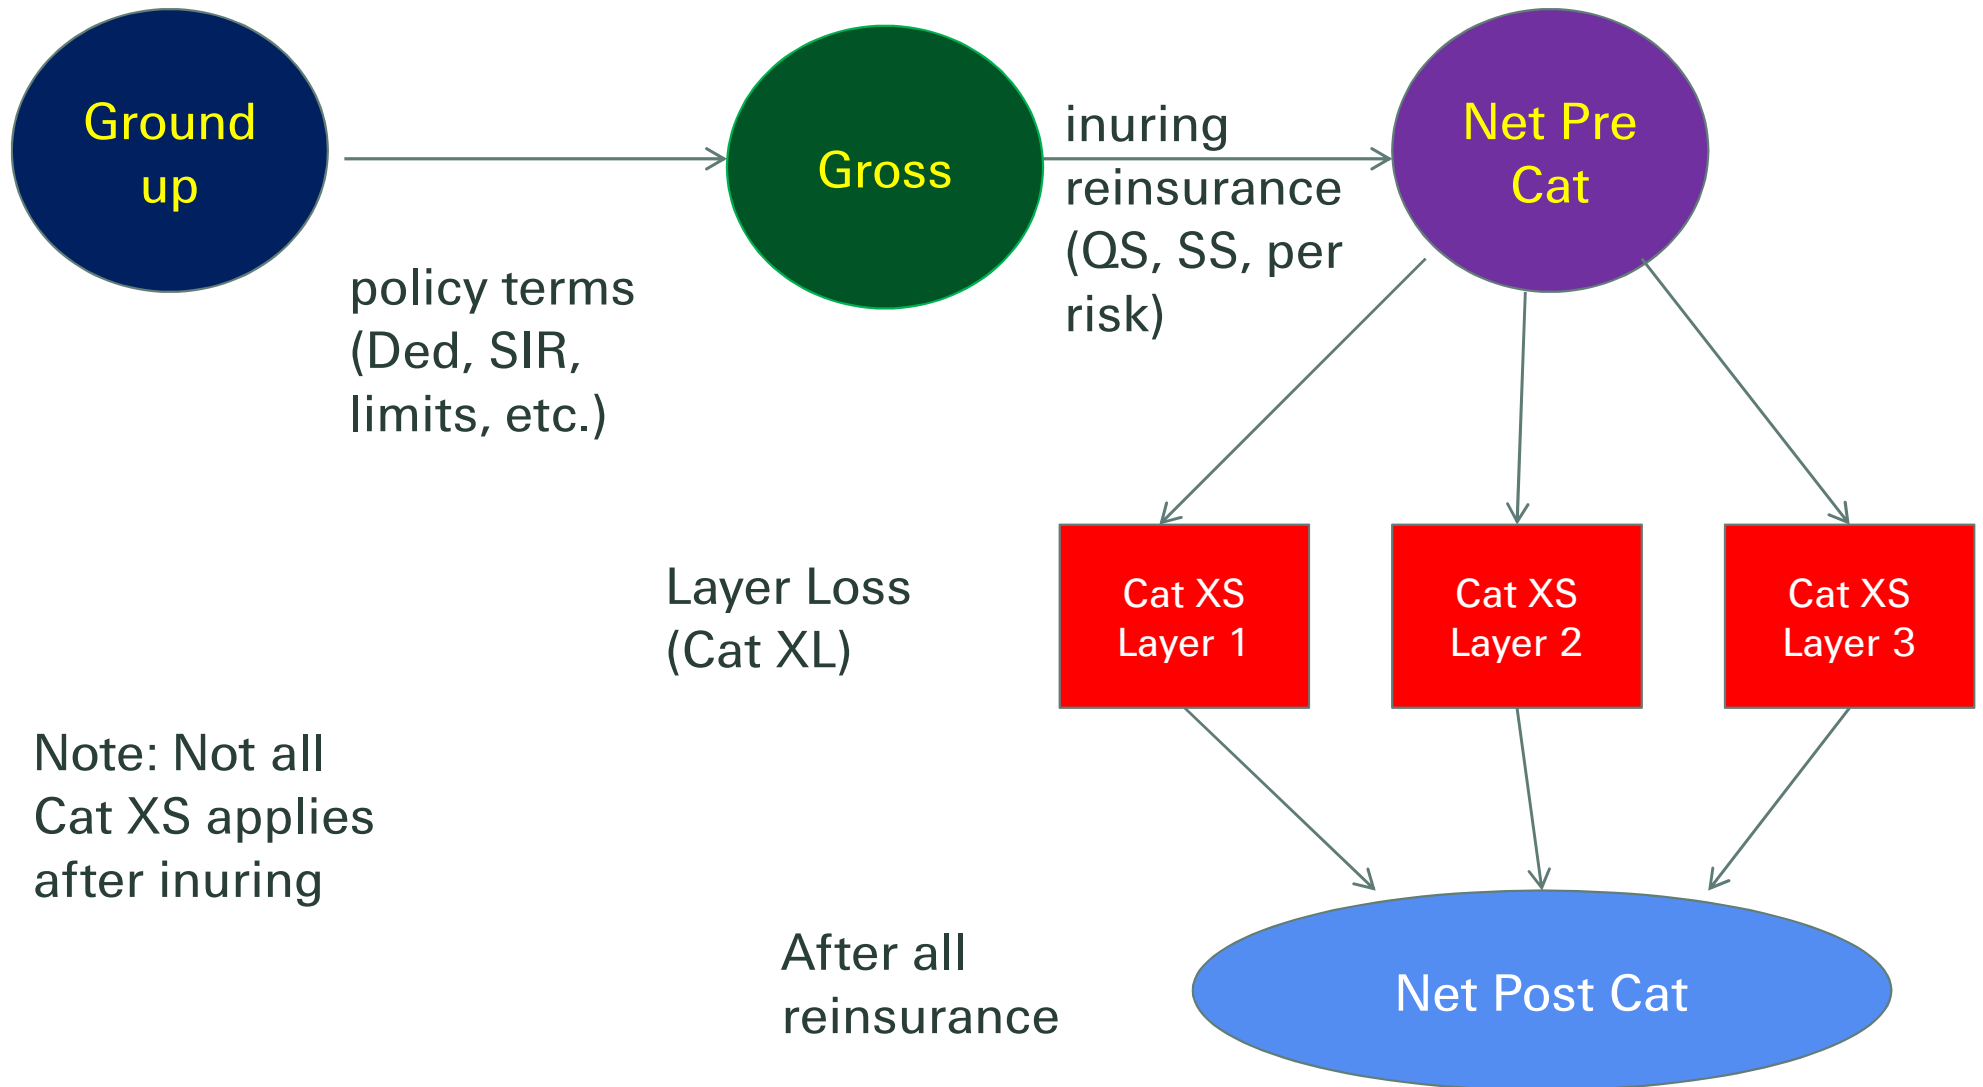 Ground
up
policy terms
(Ded, SIR,
limits, etc.)
Gross
inuring
reinsurance
(QS, SS, per
risk)
Net Pre
Cat
Layer Loss
(Cat XL)
Cat XS
Layer 1
Cat XS
Layer 2
Cat XS
Layer 3
Note: Not all
Cat XS applies
after inuring
After all
reinsurance
Net Post Cat